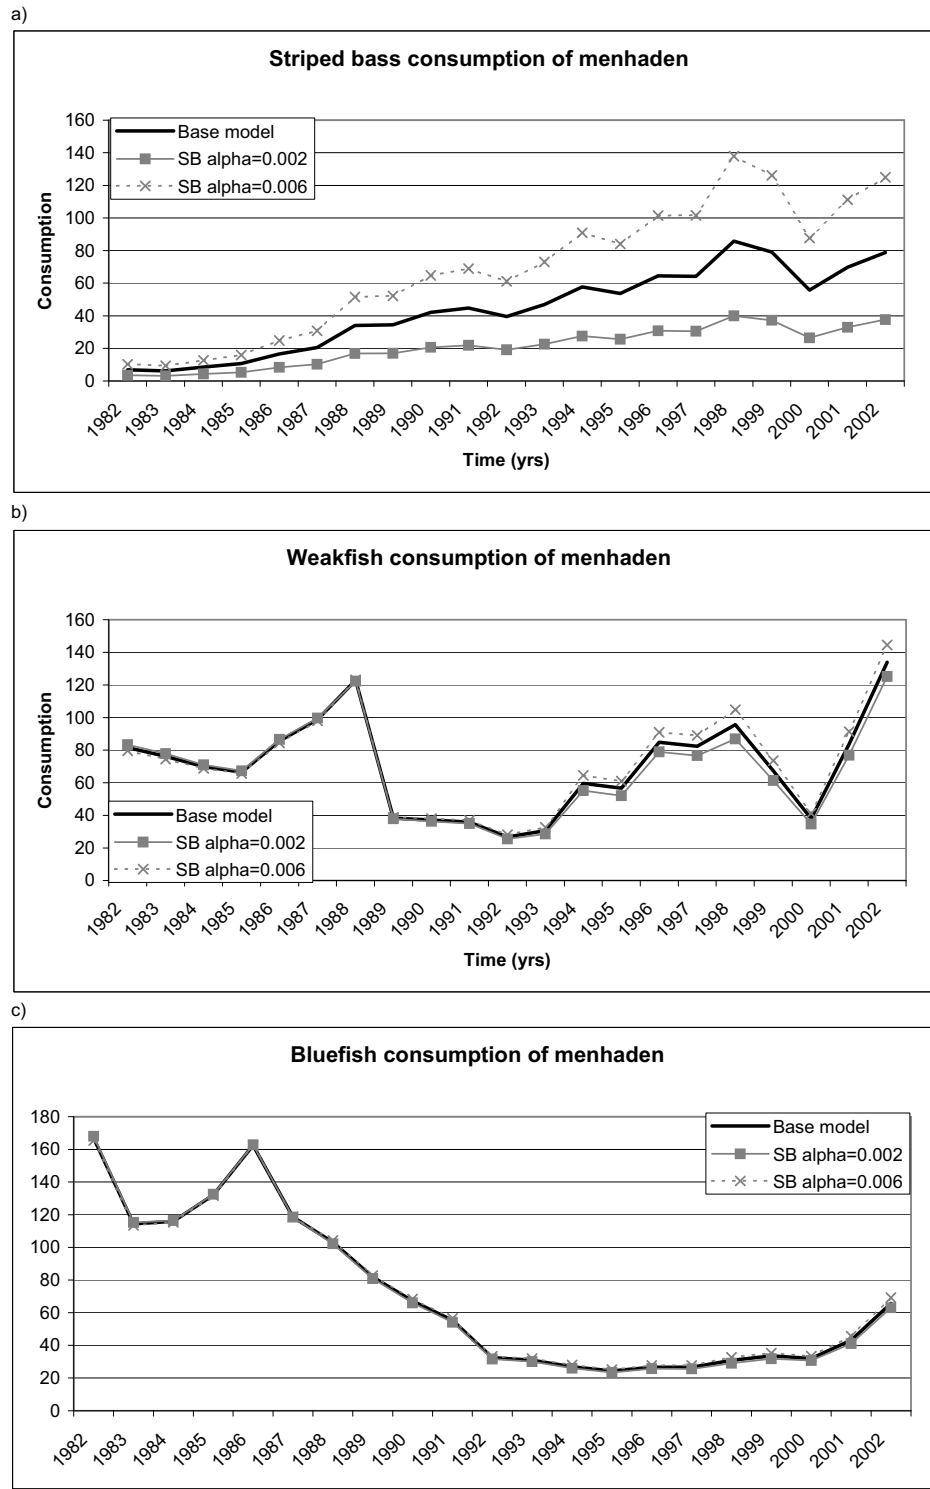 a)
Striped bass consumption of menhaden
Consumption
160
140
120
100
80
60
40
20
0
Base model
SB alpha=0.002
SB alpha=0.006
1982 1983 1984 1985 1986 1987 1988 1989 1990 1991 1992 1993 1994 1995 1996 1997 1998 1999 2000 2001 2002
Time (yrs)
b)
Weakfish consumption of menhaden
Consumption
160
140
120
100
80
60
40
20
0
Base model
SB alpha=0.002
SB alpha=0.006
1982 1983 1984 1985 1986 1987 1988 1989 1990 1991 1992 1993 1994 1995 1996 1997 1998 1999 2000 2001 2002
Time (yrs)
c)
Bluefish consumption of menhaden
180
160
140
120
100
80
60
40
20
0
Base model
SB alpha=0.002
SB alpha=0.006
1982 1983 1984 1985 1986 1987 1988 1989 1990 1991 1992 1993 1994 1995 1996 1997 1998 1999 2000 2001 2002